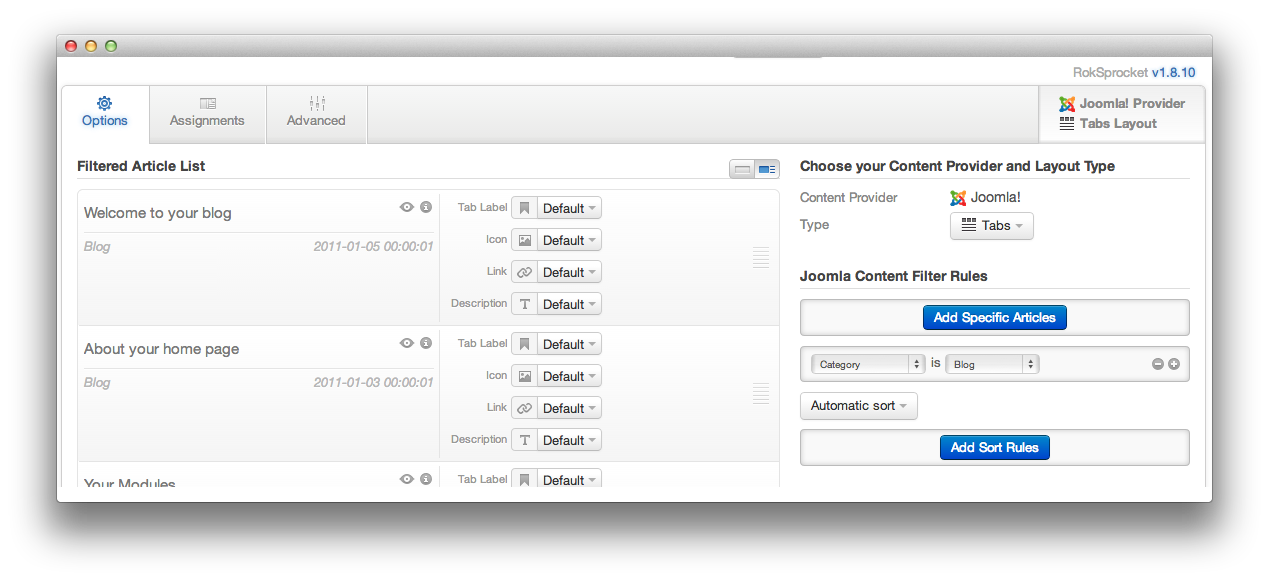 RokSprocket v1.8.10
Options
Assignments
Advanced
Joomla! Provider
Tabs Layout
Filtered Article List
Welcome to your blog
Blog 2011-01-05 00:00:01
Tab Label Default
Icon Default
Link Default
Description Default
About your home page
Blog 2011-01-03 00:00:01
Tab Label Default
Icon Default
Link Default
Description Default
Your Modules
Tab Label Default
Choose your Content Provider and Layout Type
Content Provider Joomla!
Type Tabs
Joomla Content Filter Rules
Add Specific Articles
Category is Blog
Automatic sort
Add Sort Rules